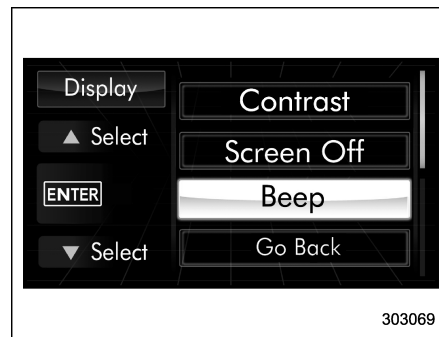 Display
▲ Select
ENTER
▼ Select
Contrast
Screen Off
Beep
Go Back
303069